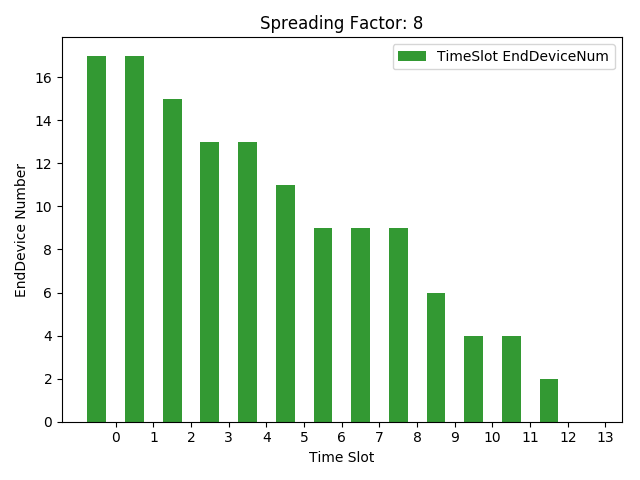 Spreading Factor: 8
TimeSlot EndDeviceNum
EndDevice Number
16
14
12
10
8
6
4
2
0
0 1 2 3 4 5 6 7 8 9 10 11 12 13
Time Slot